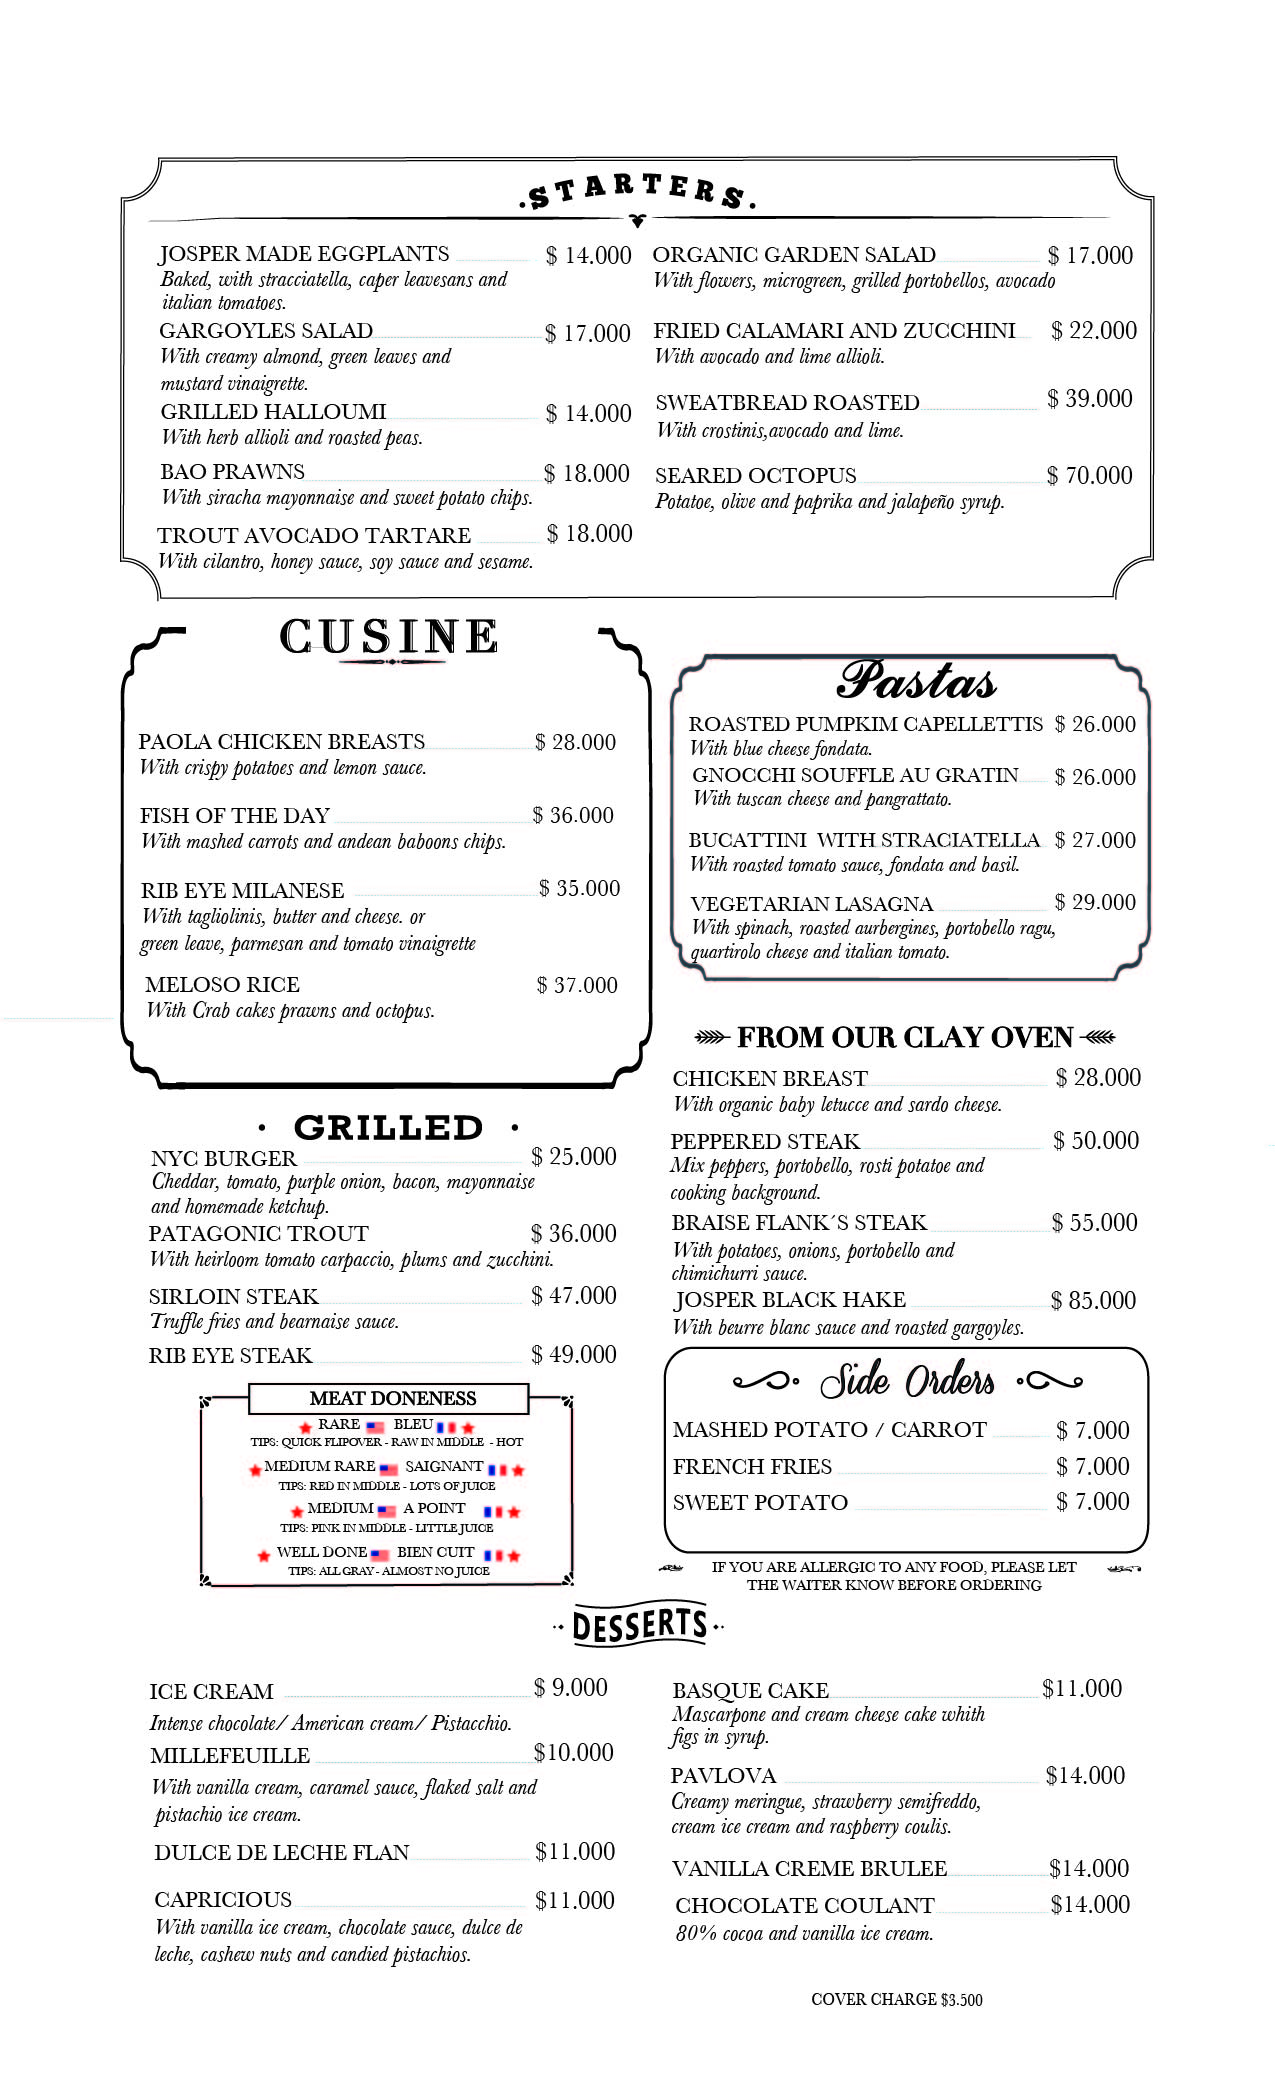 .STARTERS.
JOSPER MADE EGGPLANTS $ 14.000
Baked, with stracciatella, caper leavesans and
italian tomatoes.
GARGOYLES SALAD $ 17.000
With creamy almond, green leaves and
mustard vinaigrette.
GRILLED HALLOUMI $ 14.000
With herb allioli and roasted peas.
BAO PRAWNS $ 18.000
With siracha mayonnaise and sweet potato chips.
TROUT AVOCADO TARTARE $ 18.000
With cilantro, honey sauce, soy sauce and sesame.
ORGANIC GARDEN SALAD $ 17.000
With flowers, microgreen, grilled portobellos, avocado
FRIED CALAMARI AND ZUCCHINI $ 22.000
With avocado and lime allioli.
SWEATBREAD ROASTED $ 39.000
With crostinis,avocado and lime.
SEARED OCTOPUS $ 70.000
Potatoe, olive and paprika and jalapeño syrup.
CUSINE
PAOLA CHICKEN BREASTS $ 28.000
With crispy potatoes and lemon sauce.
FISH OF THE DAY $ 36.000
With mashed carrots and andean baboons chips.
RIB EYE MILANESE $ 35.000
With tagliolinis, butter and cheese. or
green leave, parmesan and tomato vinaigrette
MELOSO RICE $ 37.000
With Crab cakes prawns and octopus.
Pastas
ROASTED PUMPKIM CAPELLETTIS $ 26.000
With blue cheese fondata.
GNOCCHI SOUFFLE AU GRATIN $ 26.000
With tuscan cheese and pangrattato.
BUCATTINI WITH STRACIATELLA $ 27.000
With roasted tomato sauce, fondata and basil.
VEGETARIAN LASAGNA $ 29.000
With spinach, roasted aurbergines, portobello ragu,
quartirolo cheese and italian tomato.
· GRILLED ·
NYC BURGER $ 25.000
Cheddar, tomato, purple onion, bacon, mayonnaise
and homemade ketchup.
PATAGONIC TROUT $ 36.000
With heirloom tomato carpaccio, plums and zucchini.
SIRLOIN STEAK $ 47.000
Truffle fries and bearnaise sauce.
RIB EYE STEAK $ 49.000
MEAT DONENESS
RARE BLEU
TIPS: QUICK FLIPOVER - RAW IN MIDDLE - HOT
MEDIUM RARE SAIGNANT
TIPS: RED IN MIDDLE - LOTS OF JUICE
MEDIUM A POINT
TIPS: PINK IN MIDDLE - LITTLE JUICE
WELL DONE BIEN CUIT
TIPS: ALL GRAY - ALMOST NO JUICE
FROM OUR CLAY OVEN
CHICKEN BREAST $ 28.000
With organic baby letucce and sardo cheese.
PEPPERED STEAK $ 50.000
Mix peppers, portobello, rosti potatoe and
cooking background.
BRAISE FLANK´S STEAK $ 55.000
With potatoes, onions, portobello and
chimichurri sauce.
JOSPER BLACK HAKE $ 85.000
With beurre blanc sauce and roasted gargoyles.
Side Orders
MASHED POTATO / CARROT $ 7.000
FRENCH FRIES $ 7.000
SWEET POTATO $ 7.000
IF YOU ARE ALLERGIC TO ANY FOOD, PLEASE LET
THE WAITER KNOW BEFORE ORDERING
DESSERTS
ICE CREAM $ 9.000
Intense chocolate/ American cream/ Pistacchio.
MILLEFEUILLE $10.000
With vanilla cream, caramel sauce, flaked salt and
pistachio ice cream.
DULCE DE LECHE FLAN $11.000
CAPRICIOUS $11.000
With vanilla ice cream, chocolate sauce, dulce de
leche, cashew nuts and candied pistachios.
BASQUE CAKE $11.000
Mascarpone and cream cheese cake whith
figs in syrup.
PAVLOVA $14.000
Creamy meringue, strawberry semifreddo,
cream ice cream and raspberry coulis.
VANILLA CREME BRULEE $14.000
CHOCOLATE COULANT $14.000
80% cocoa and vanilla ice cream.
COVER CHARGE $3.500